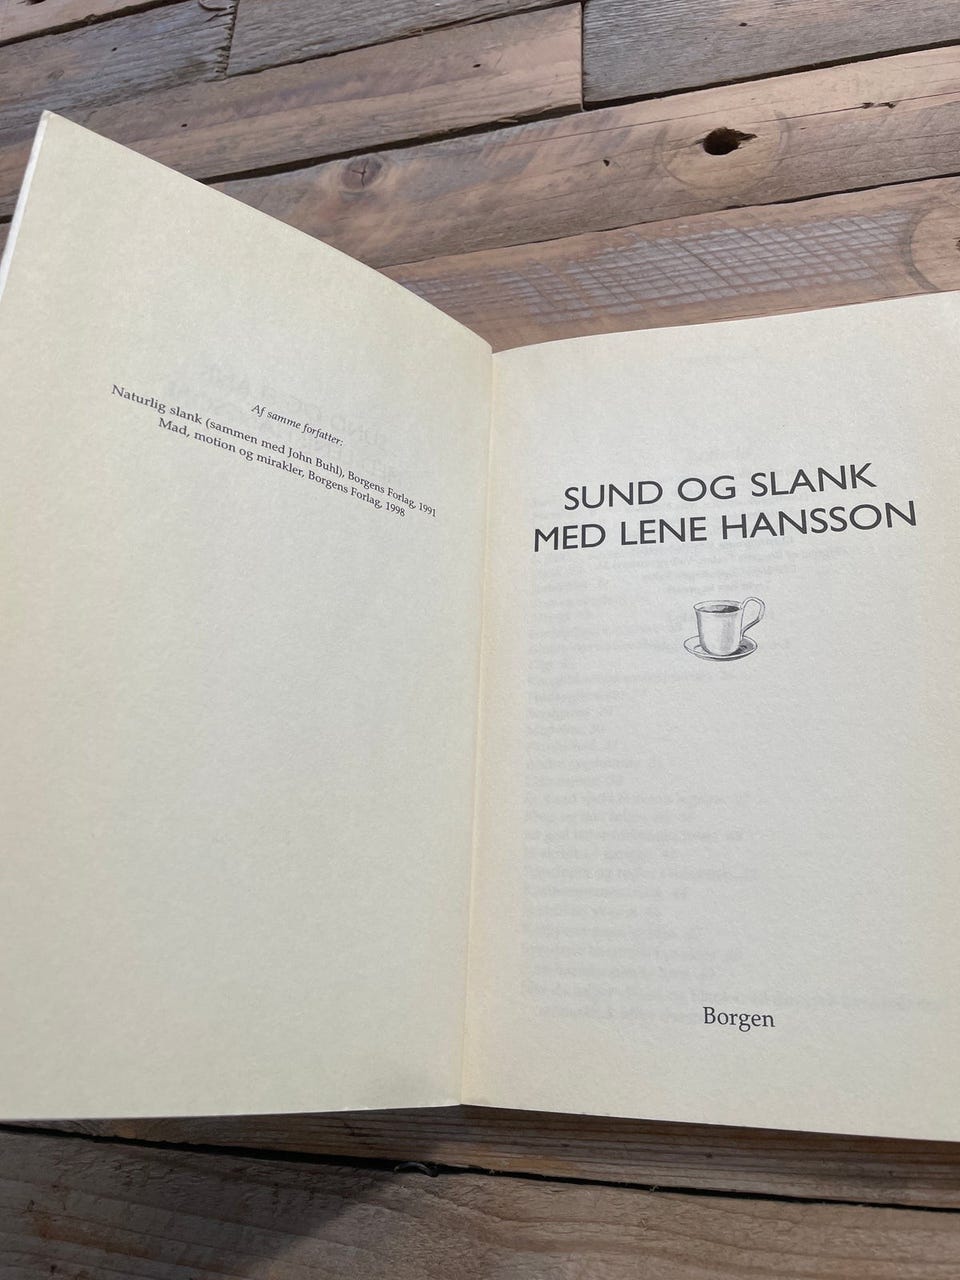 Af samme forfatter:
Naturlig slank (sammen med John Buhl), Borgens Forlag, 1991
Mad, motion og mirakler, Borgens Forlag, 1998
SUND OG SLANK
MED LENE HANSSON
Borgen